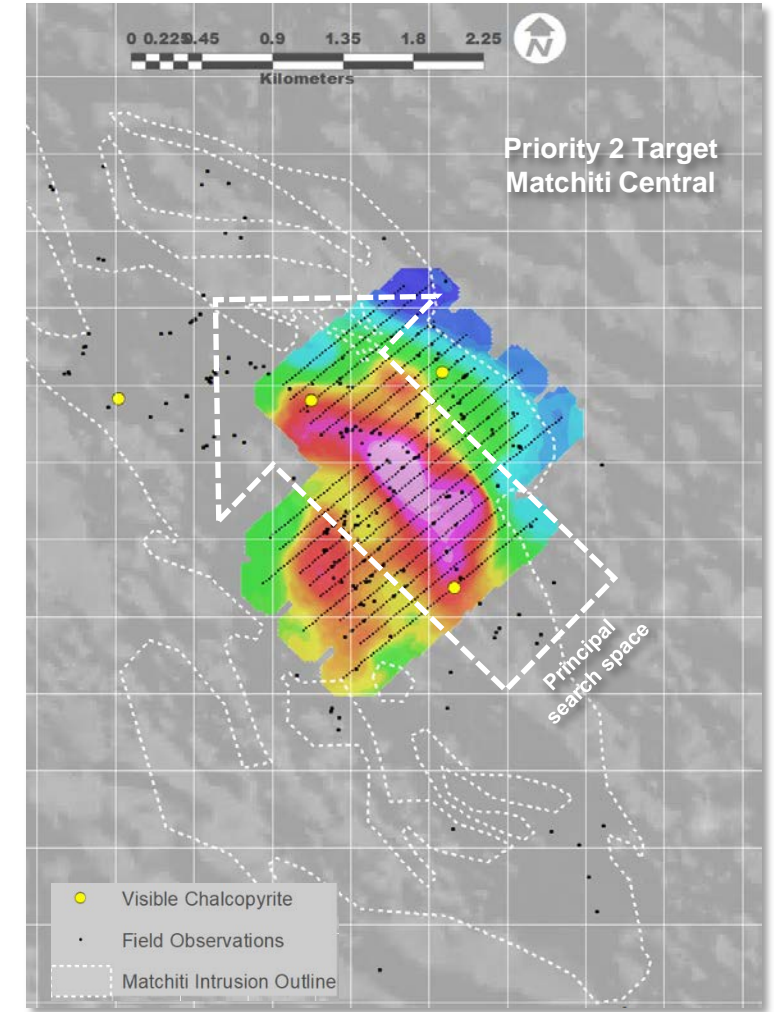 0 0.225 0.45 0.9 1.35 1.8 2.25
Kilometers
N
Priority 2 Target
Matchiti Central
Principal
search space
Visible Chalcopyrite
Field Observations
Matchiti Intrusion Outline